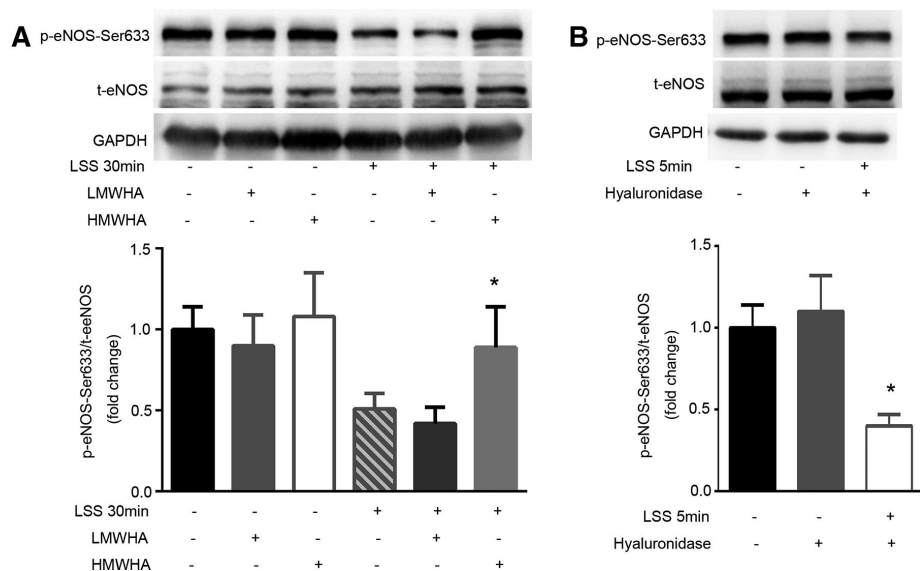 A
p-eNOS-Ser633
t-eNOS
GAPDH
LSS 30min - - - + + +
LMWHA - + - - + -
HMWHA - - + - - +
p-eNOS-Ser633/t-eeNOS
(fold change)
1.5
1.0
0.5
0.0
*
LSS 30min - - - + + +
LMWHA - + - - + -
HMWHA - - + - - +
B
p-eNOS-Ser633
t-eNOS
GAPDH
LSS 5min - - +
Hyaluronidase - + +
p-eNOS-Ser633/t-eNOS
(fold change)
1.5
1.0
0.5
0.0
*
LSS 5min - - +
Hyaluronidase - + +